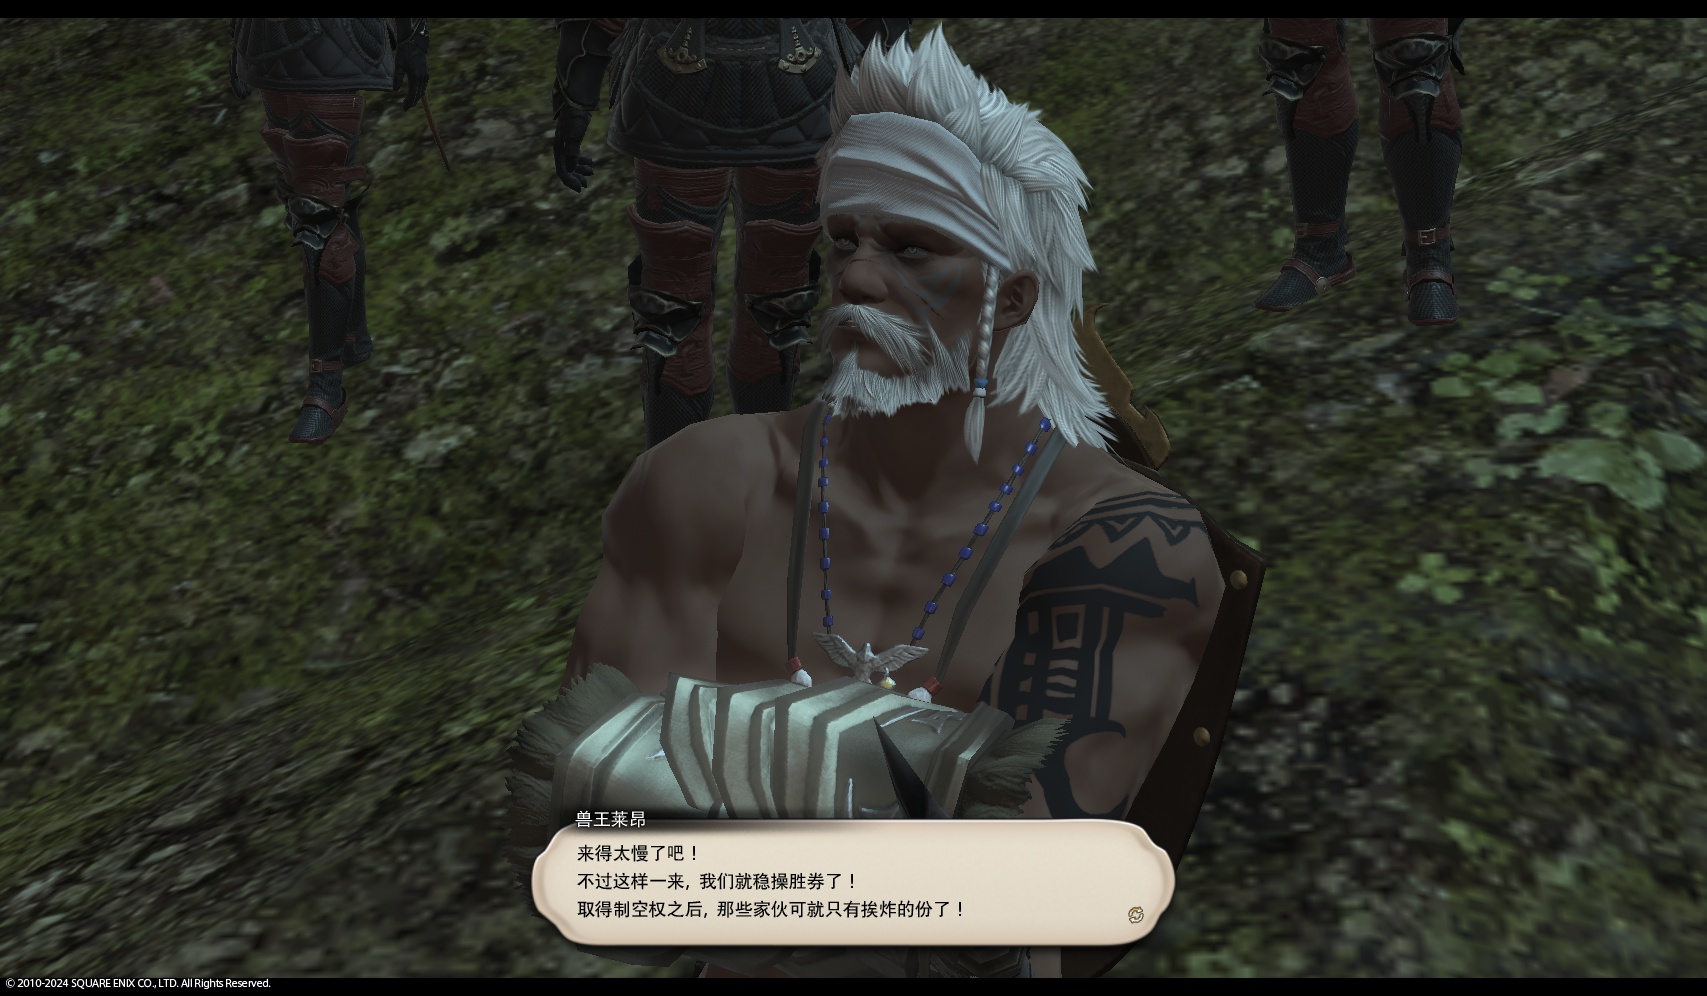 兽王莱昂
来得太慢了吧！
不过这样一来，我们就稳操胜券了！
取得制空权之后，那些家伙可就只有挨炸的份了！
© 2010-2024 SQUARE ENIX CO., LTD. All Rights Reserved.